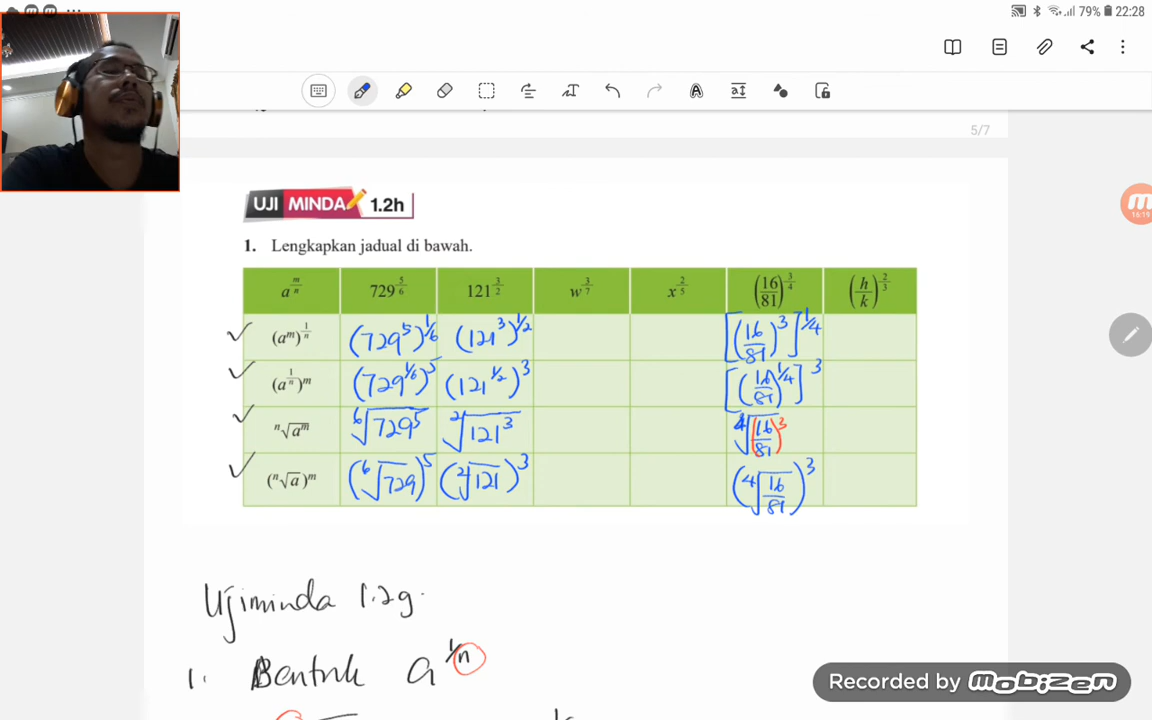 79% 22:28
5/7
UJI MINDA 1.2h
16:19
1. Lengkapkan jadual di bawah.
a^(m/n) 729^(5/6) 121^(3/2) w^(3/7) x^(2/5) (16/81)^(3/4) (h/k)^(2/3)
(a^m)^(1/n) (729^5)^(1/6) (121^3)^(1/2) [(16/81)^3]^(1/4)
(a^(1/n))^m (729^(1/6))^5 (121^(1/2))^3 [(16/81)^(1/4)]^3
ⁿ√a^m ⁶√729^5 ²√121^3 ⁴√(16/81)^3
(ⁿ√a)^m (⁶√729)^5 (²√121)^3 (⁴√16/81)^3
Ujiminda 1.2g.
1. Bentuk a^(1/n)
Recorded by mobizen